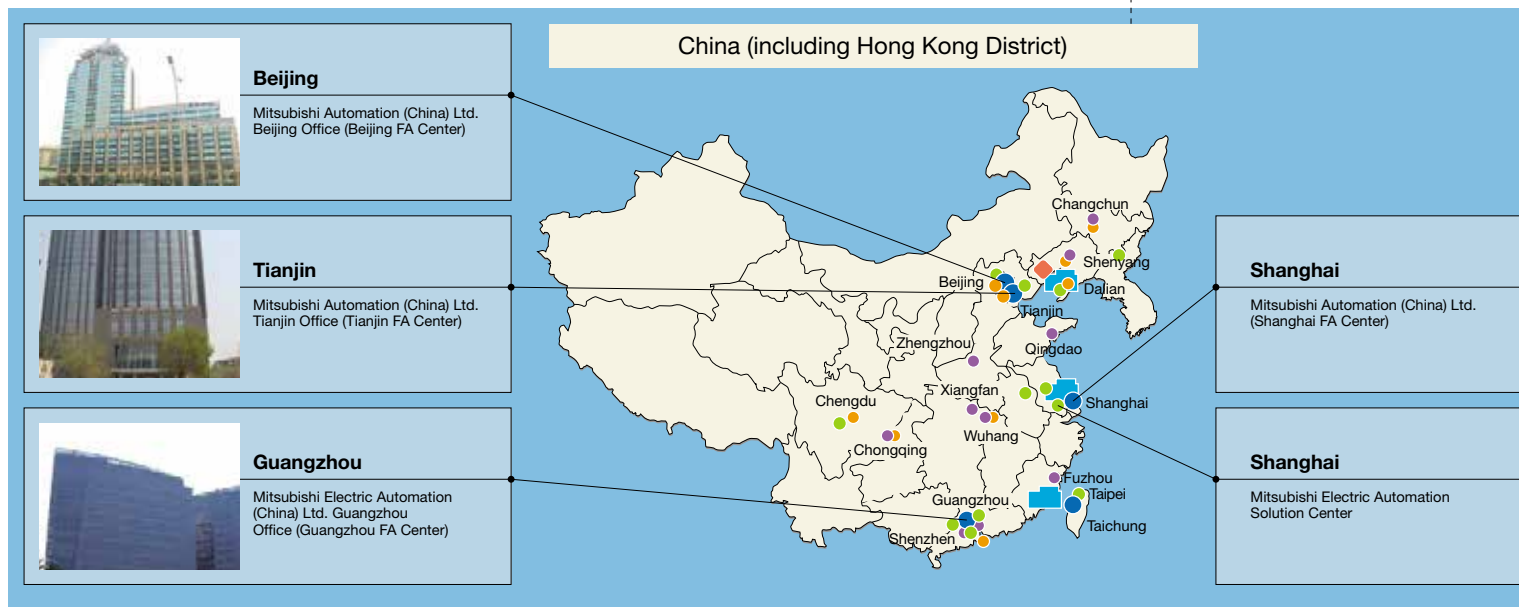 China (including Hong Kong District)
Beijing
Mitsubishi Automation (China) Ltd.
Beijing Office (Beijing FA Center)
Tianjin
Mitsubishi Automation (China) Ltd.
Tianjin Office (Tianjin FA Center)
Guangzhou
Mitsubishi Electric Automation
(China) Ltd. Guangzhou
Office (Guangzhou FA Center)
Changchun
Shenyang
Beijing
Dalian
Tianjin
Zhengzhou
Qingdao
Xiangfan
Chengdu
Shanghai
Wuhang
Chongqing
Fuzhou
Guangzhou
Taipei
Taichung
Shenzhen
Shanghai
Mitsubishi Automation (China) Ltd.
(Shanghai FA Center)
Shanghai
Mitsubishi Electric Automation
Solution Center